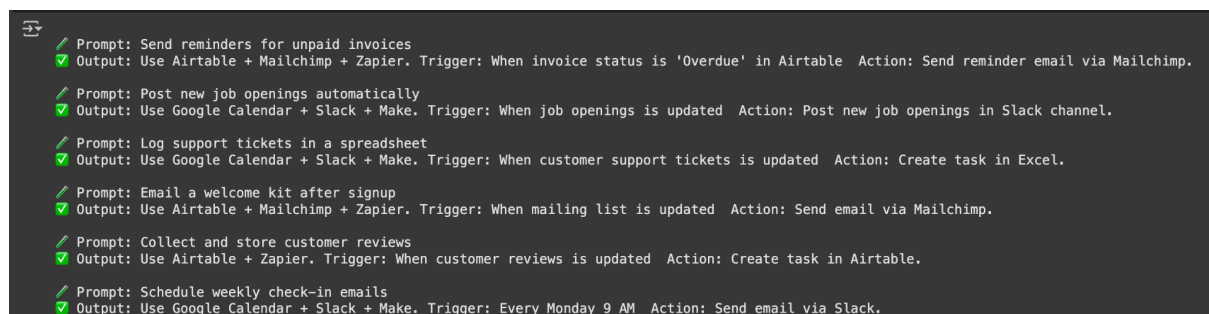 Prompt: Send reminders for unpaid invoices
Output: Use Airtable + Mailchimp + Zapier. Trigger: When invoice status is 'Overdue' in Airtable  Action: Send reminder email via Mailchimp.
Prompt: Post new job openings automatically
Output: Use Google Calendar + Slack + Make. Trigger: When job openings is updated  Action: Post new job openings in Slack channel.
Prompt: Log support tickets in a spreadsheet
Output: Use Google Calendar + Slack + Make. Trigger: When customer support tickets is updated  Action: Create task in Excel.
Prompt: Email a welcome kit after signup
Output: Use Airtable + Mailchimp + Zapier. Trigger: When mailing list is updated  Action: Send email via Mailchimp.
Prompt: Collect and store customer reviews
Output: Use Airtable + Zapier. Trigger: When customer reviews is updated  Action: Create task in Airtable.
Prompt: Schedule weekly check-in emails
Output: Use Google Calendar + Slack + Make. Trigger: Every Monday 9 AM  Action: Send email via Slack.